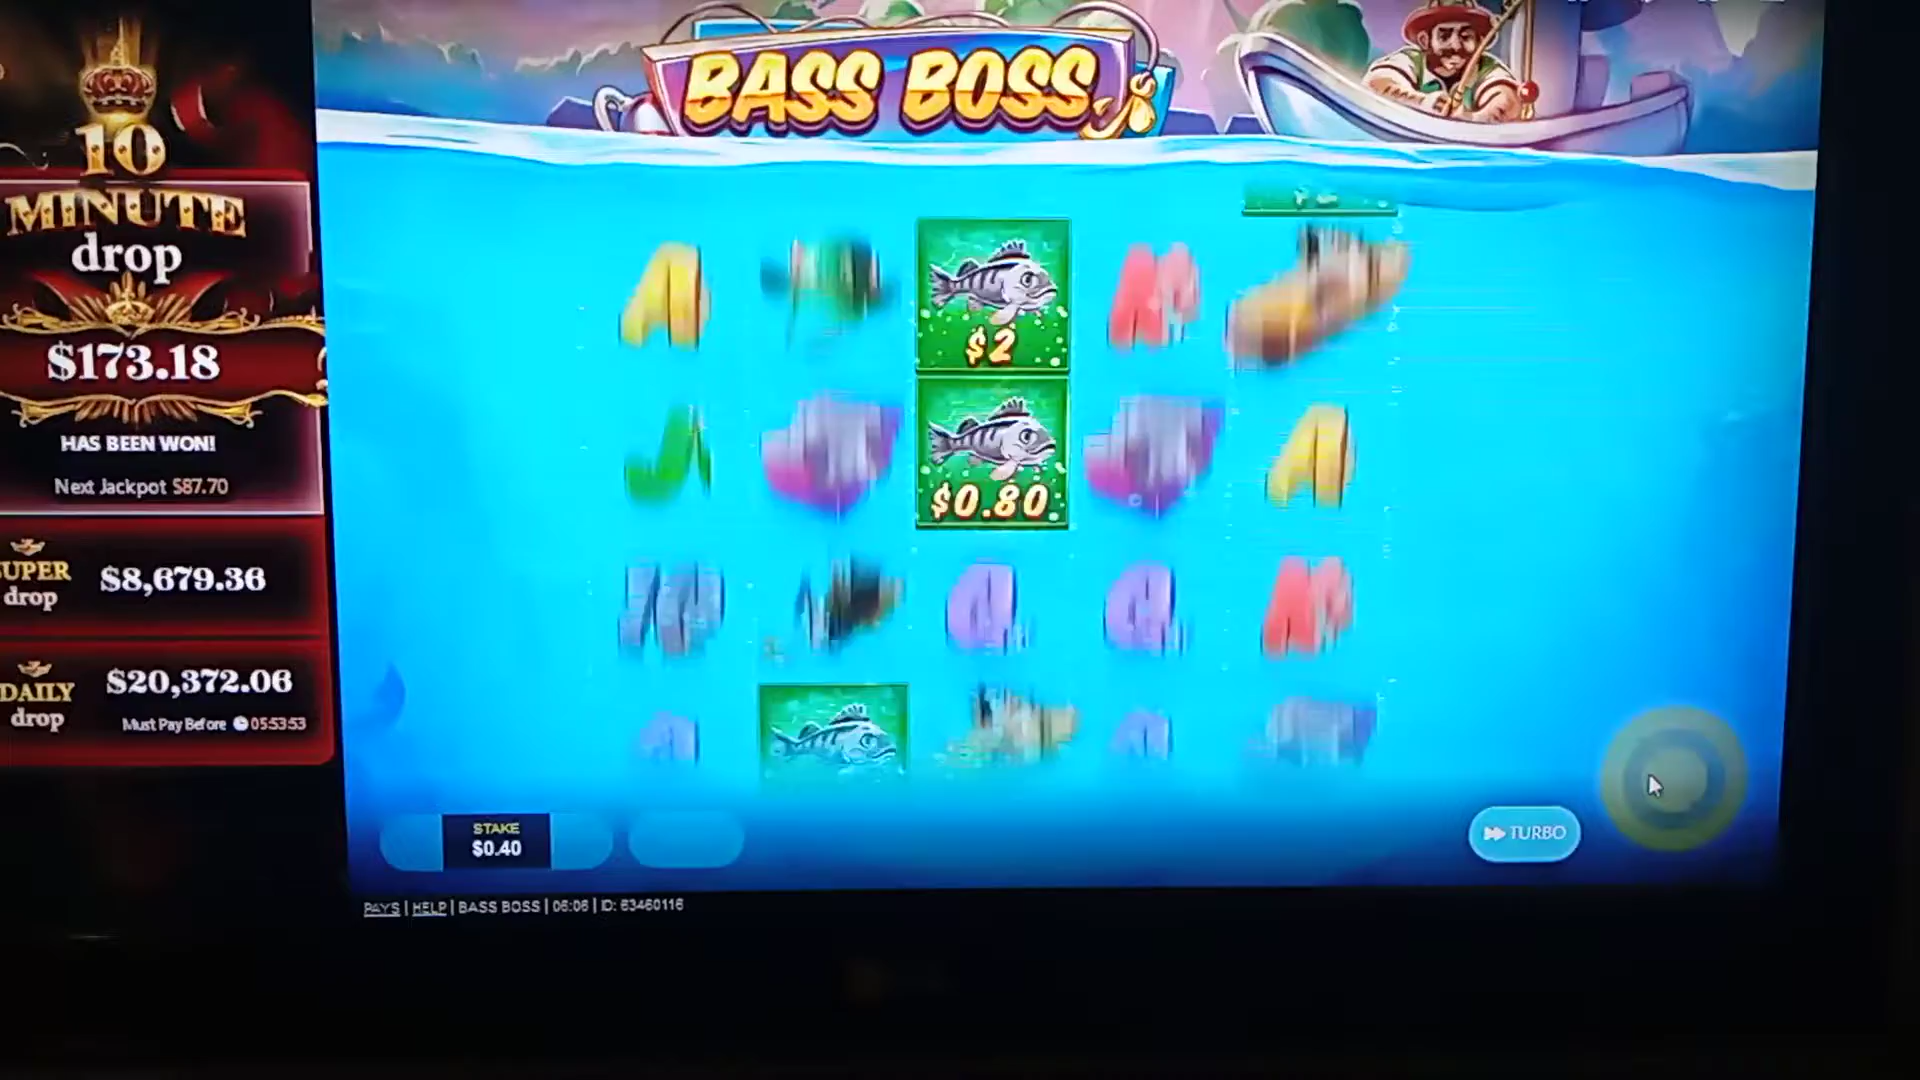 BASS BOSS
10
MINUTE
drop
$173.18
HAS BEEN WON!
Next Jackpot $87.70
SUPER
drop
$8,679.36
DAILY
drop
$20,372.06
Must Pay Before 05:53:53
A
$2
J
$0.80
A
STAKE
$0.40
TURBO
PAYS | HELP | BASS BOSS | 06:06 | ID: 63460116